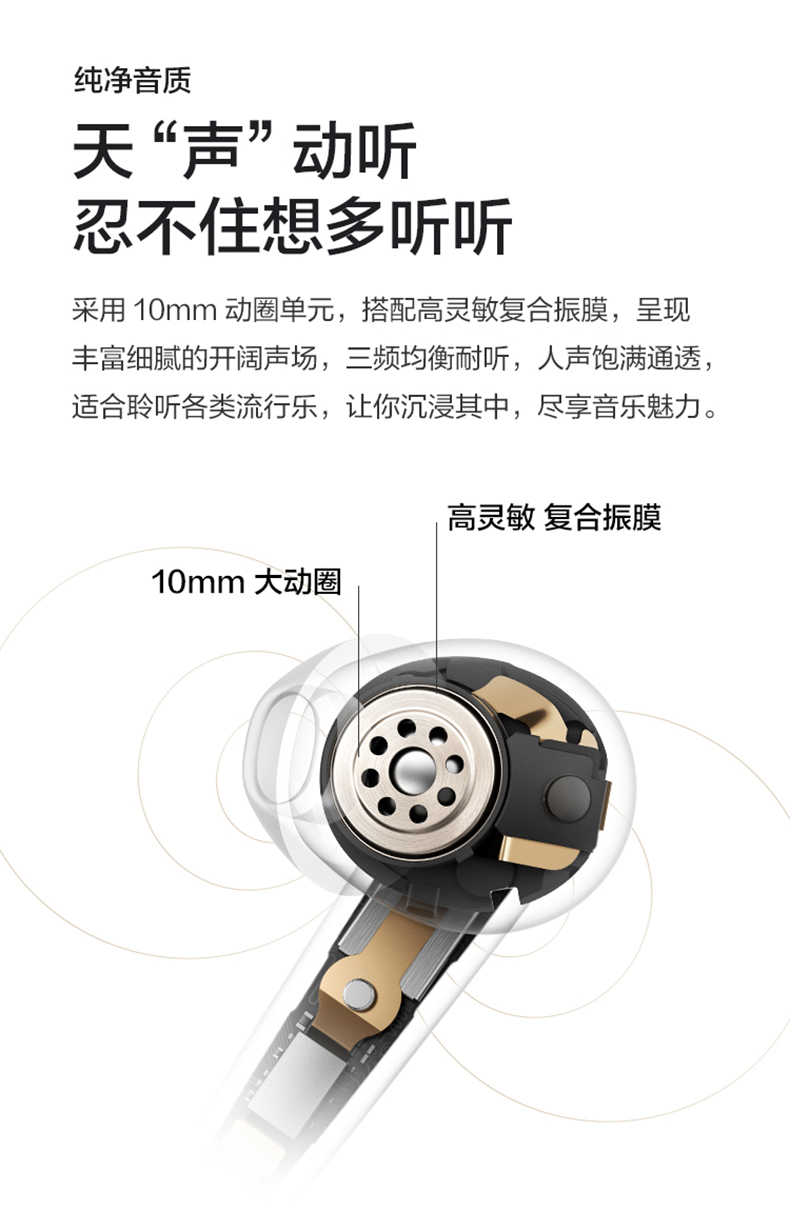 纯净音质
天“声”动听
忍不住想多听听
采用 10mm 动圈单元，搭配高灵敏复合振膜，呈现
丰富细腻的开阔声场，三频均衡耐听，人声饱满通透，
适合聆听各类流行乐，让你沉浸其中，尽享音乐魅力。
高灵敏 复合振膜
10mm 大动圈